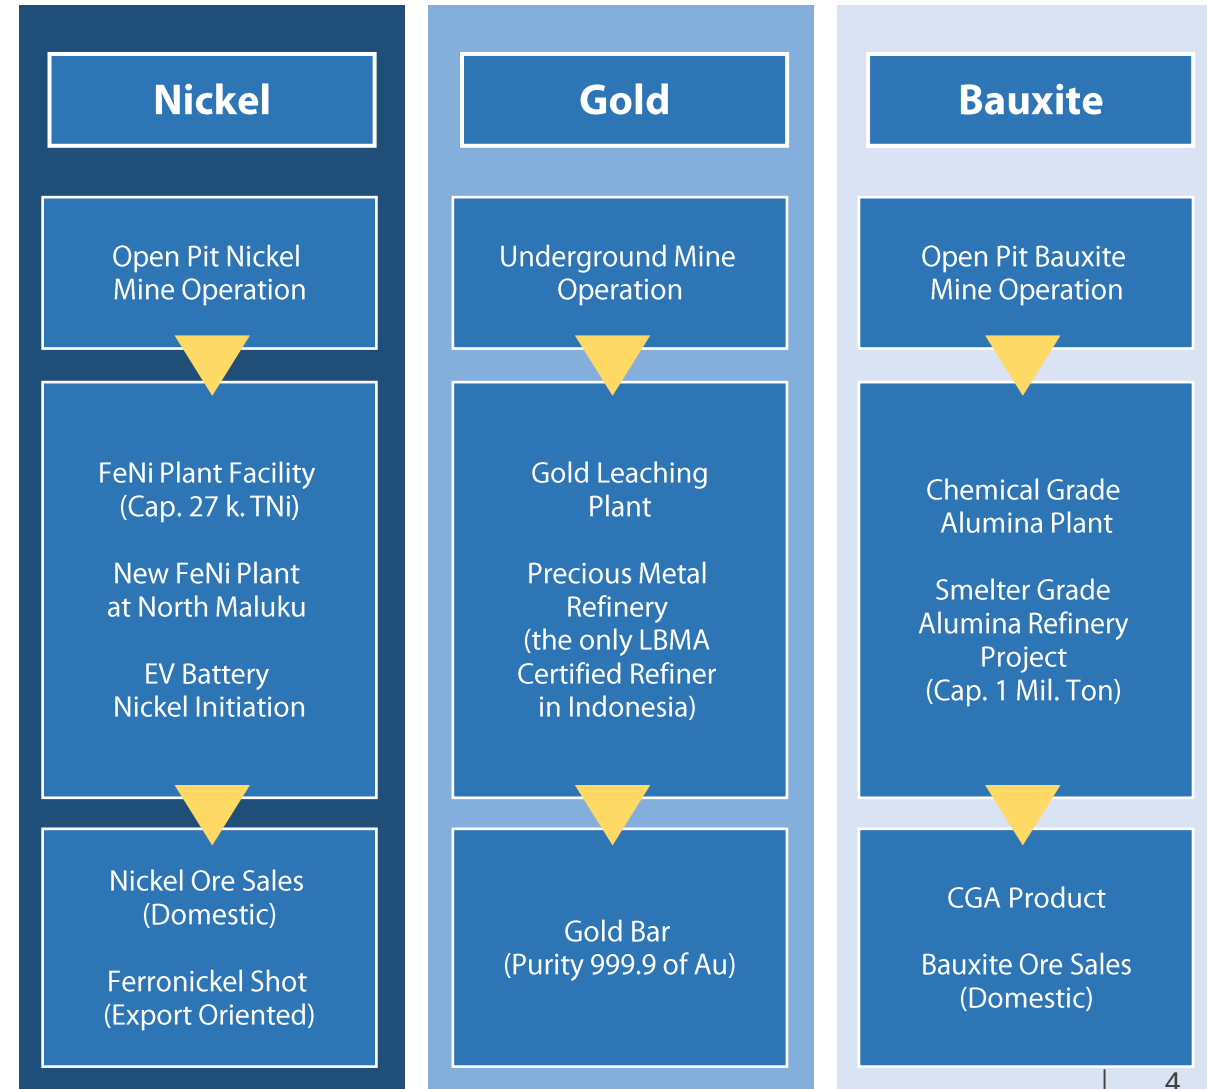 Nickel
Open Pit Nickel
Mine Operation
FeNi Plant Facility
(Cap. 27 k. TNi)
New FeNi Plant
at North Maluku
EV Battery
Nickel Initiation
Nickel Ore Sales
(Domestic)
Ferronickel Shot
(Export Oriented)
Gold
Underground Mine
Operation
Gold Leaching
Plant
Precious Metal
Refinery
(the only LBMA
Certified Refiner
in Indonesia)
Gold Bar
(Purity 999.9 of Au)
Bauxite
Open Pit Bauxite
Mine Operation
Chemical Grade
Alumina Plant
Smelter Grade
Alumina Refinery
Project
(Cap. 1 Mil. Ton)
CGA Product
Bauxite Ore Sales
(Domestic)
4